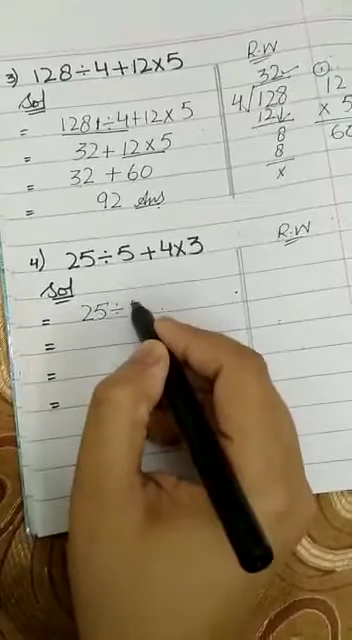 3) 128÷4+12×5
R.W
Sol
32
12
= 128÷4+12×5
4√128
× 5
12↓
60
= 32+12×5
8
= 32+60
8
x
= 92 Ans
4) 25÷5+4×3
R.W
Sol
= 25÷
=
=
=